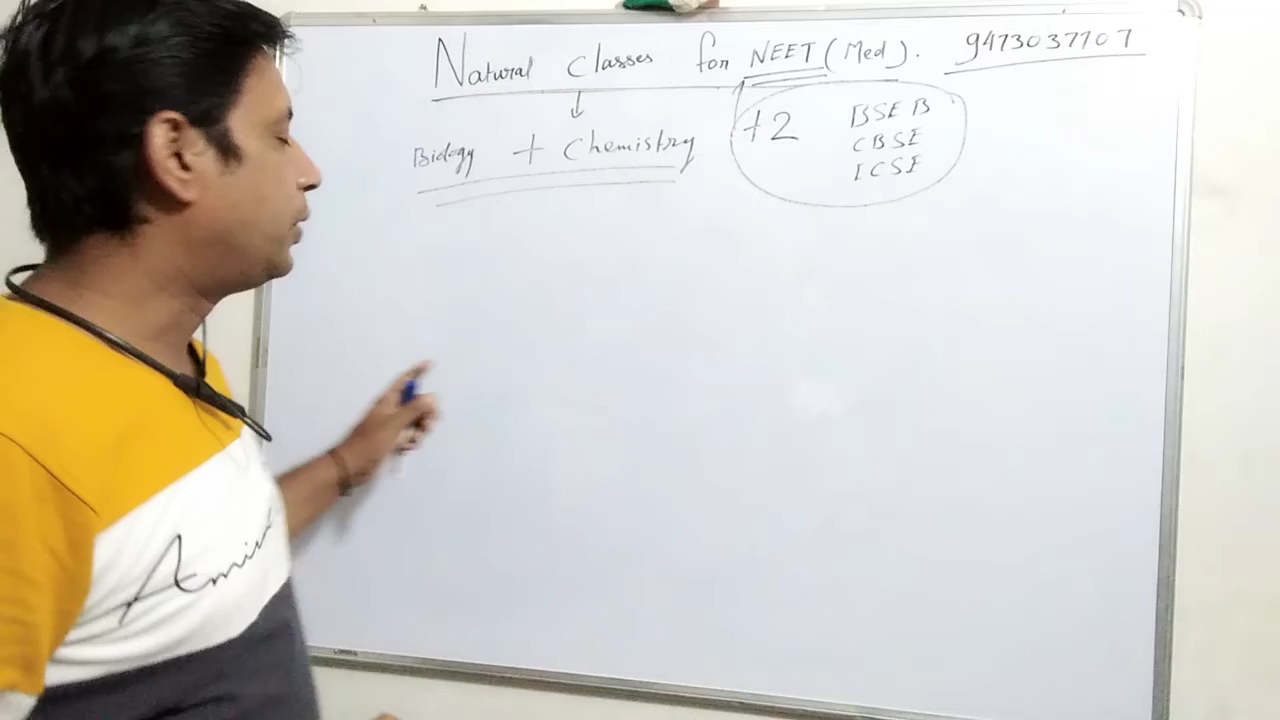 Natural Classes for NEET (Med). 9473037707
Biology + Chemistry
+2
BSEB
CBSE
ICSE